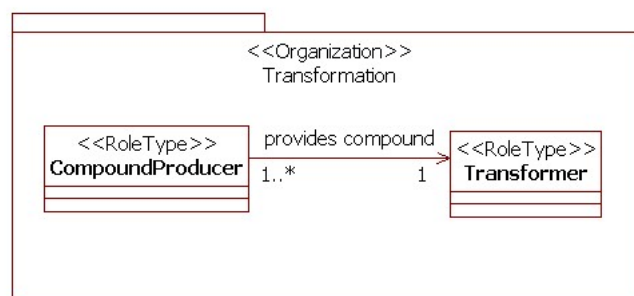 <<Organization>>
Transformation
<<RoleType>>
CompoundProducer
provides compound
1..*
1
<<RoleType>>
Transformer